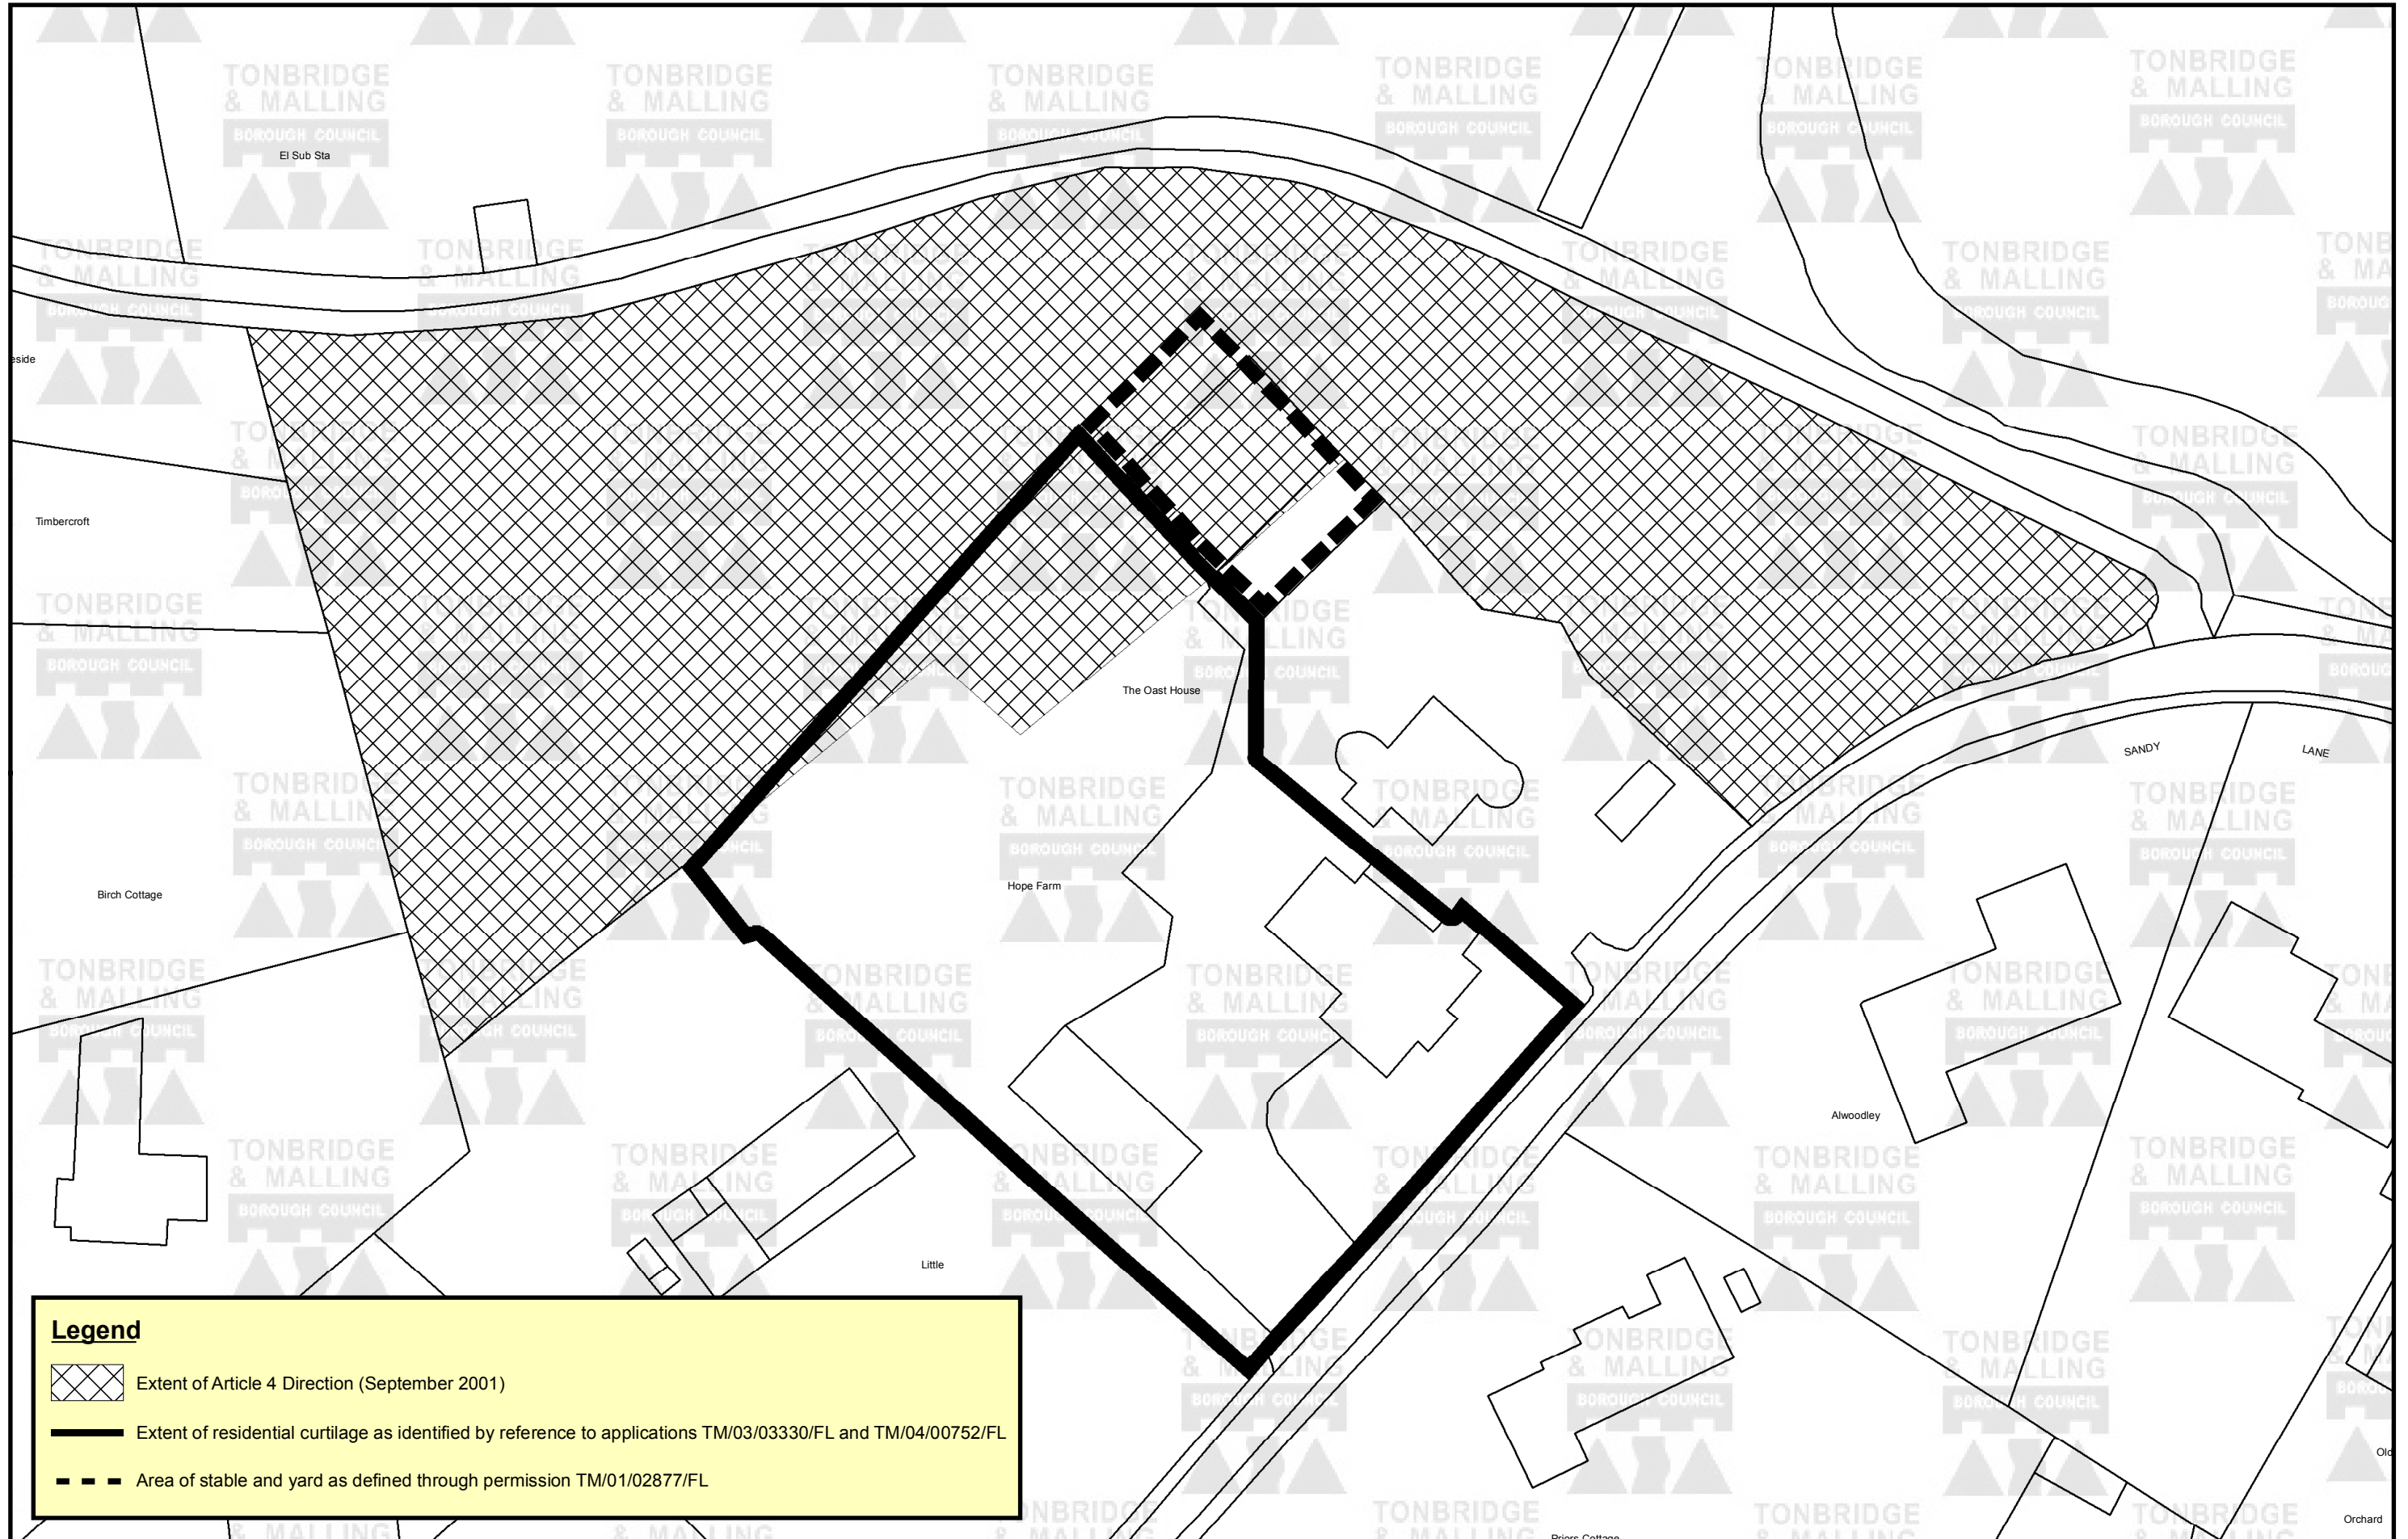 El Sub Sta
eside
Timbercroft
The Oast House
SANDY LANE
Birch Cottage
Hope Farm
Alwoodley
Little
Legend
Extent of Article 4 Direction (September 2001)
Extent of residential curtilage as identified by reference to applications TM/03/03330/FL and TM/04/00752/FL
Area of stable and yard as defined through permission TM/01/02877/FL
Orchard
Priors Cottage
TONBRIDGE
& MALLING
BOROUGH COUNCIL